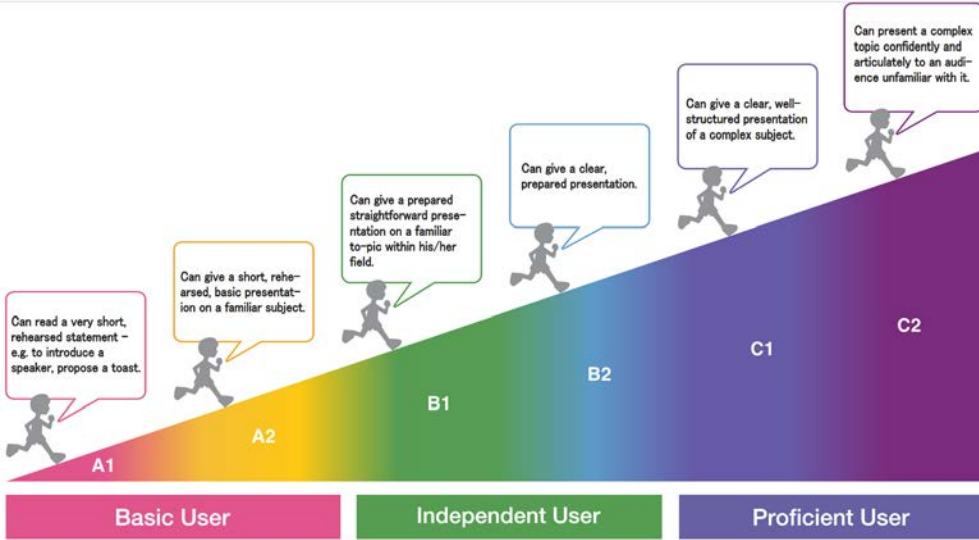 Can read a very short,
rehearsed statement –
e.g. to introduce a
speaker, propose a toast.
Can give a short, rehe-
arsed, basic presentat-
ion on a familiar subject.
Can give a prepared
straightforward prese-
ntation on a familiar
to-pic within his/her
field.
Can give a clear,
prepared presentation.
Can give a clear, well-
structured presentation
of a complex subject.
Can present a complex
topic confidently and
articulately to an audi-
ence unfamiliar with it.
A1
A2
B1
B2
C1
C2
Basic User
Independent User
Proficient User